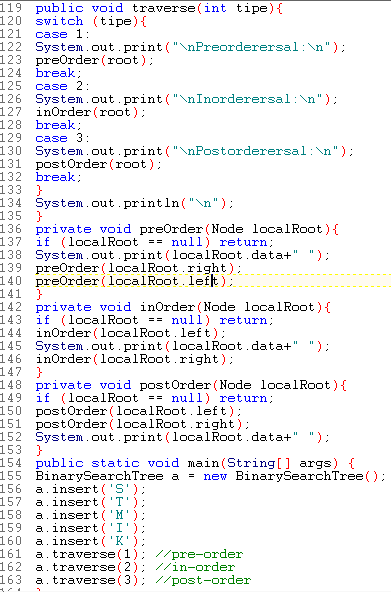 119 public void traverse(int tipe){
120 switch (tipe){
121 case 1:
122 System.out.print("\nPreorderersal:\n");
123 preOrder(root);
124 break;
125 case 2:
126 System.out.print("\nInorderersal:\n");
127 inOrder(root);
128 break;
129 case 3:
130 System.out.print("\nPostorderersal:\n");
131 postOrder(root);
132 break;
133 }
134 System.out.println("\n");
135 }
136 private void preOrder(Node localRoot){
137 if (localRoot == null) return;
138 System.out.print(localRoot.data+" ");
139 preOrder(localRoot.right);
140 preOrder(localRoot.left);
141 }
142 private void inOrder(Node localRoot){
143 if (localRoot == null) return;
144 inOrder(localRoot.left);
145 System.out.print(localRoot.data+" ");
146 inOrder(localRoot.right);
147 }
148 private void postOrder(Node localRoot){
149 if (localRoot == null) return;
150 postOrder(localRoot.left);
151 postOrder(localRoot.right);
152 System.out.print(localRoot.data+" ");
153 }
154 public static void main(String[] args) {
155 BinarySearchTree a = new BinarySearchTree();
156 a.insert('S');
157 a.insert('T');
158 a.insert('M');
159 a.insert('I');
160 a.insert('K');
161 a.traverse(1); //pre-order
162 a.traverse(2); //in-order
163 a.traverse(3); //post-order